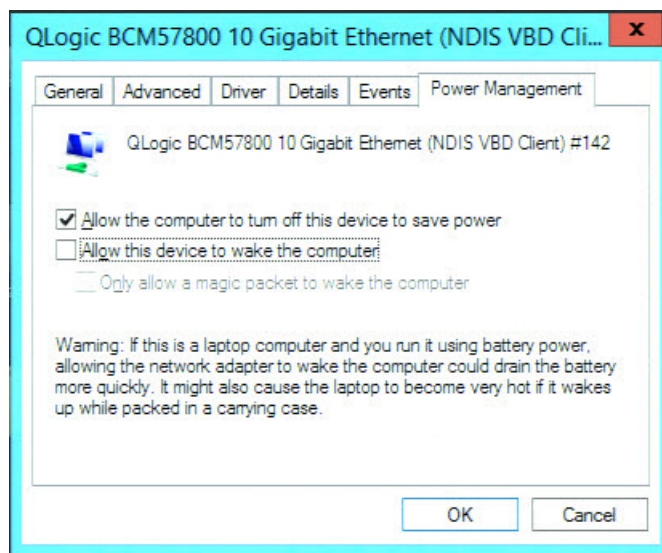 QLogic BCM57800 10 Gigabit Ethernet (NDIS VBD Cli...
x
General Advanced Driver Details Events Power Management
QLogic BCM57800 10 Gigabit Ethernet (NDIS VBD Client) #142
Allow the computer to turn off this device to save power
Allow this device to wake the computer
Only allow a magic packet to wake the computer
Warning: If this is a laptop computer and you run it using battery power,
allowing the network adapter to wake the computer could drain the battery
more quickly. It might also cause the laptop to become very hot if it wakes
up while packed in a carrying case.
OK Cancel